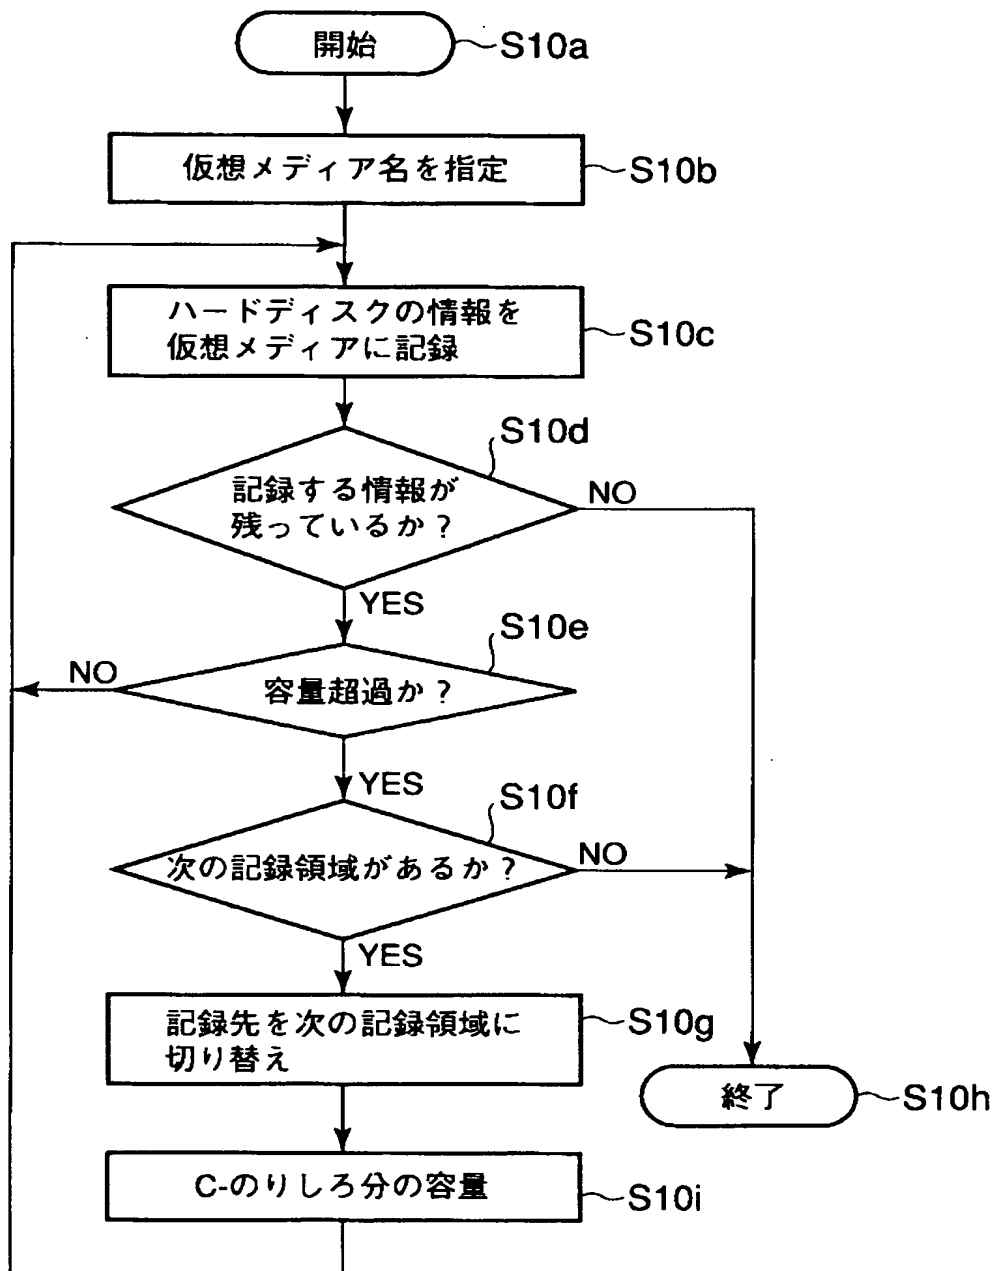 開始
S10a
仮想メディア名を指定
S10b
ハードディスクの情報を
仮想メディアに記録
S10c
S10d
記録する情報が
残っているか?
NO
YES
S10e
NO
容量超過か?
YES
S10f
次の記録領域があるか?
NO
YES
記録先を次の記録領域に
切り替え
S10g
終了
S10h
C-のりしろ分の容量
S10i